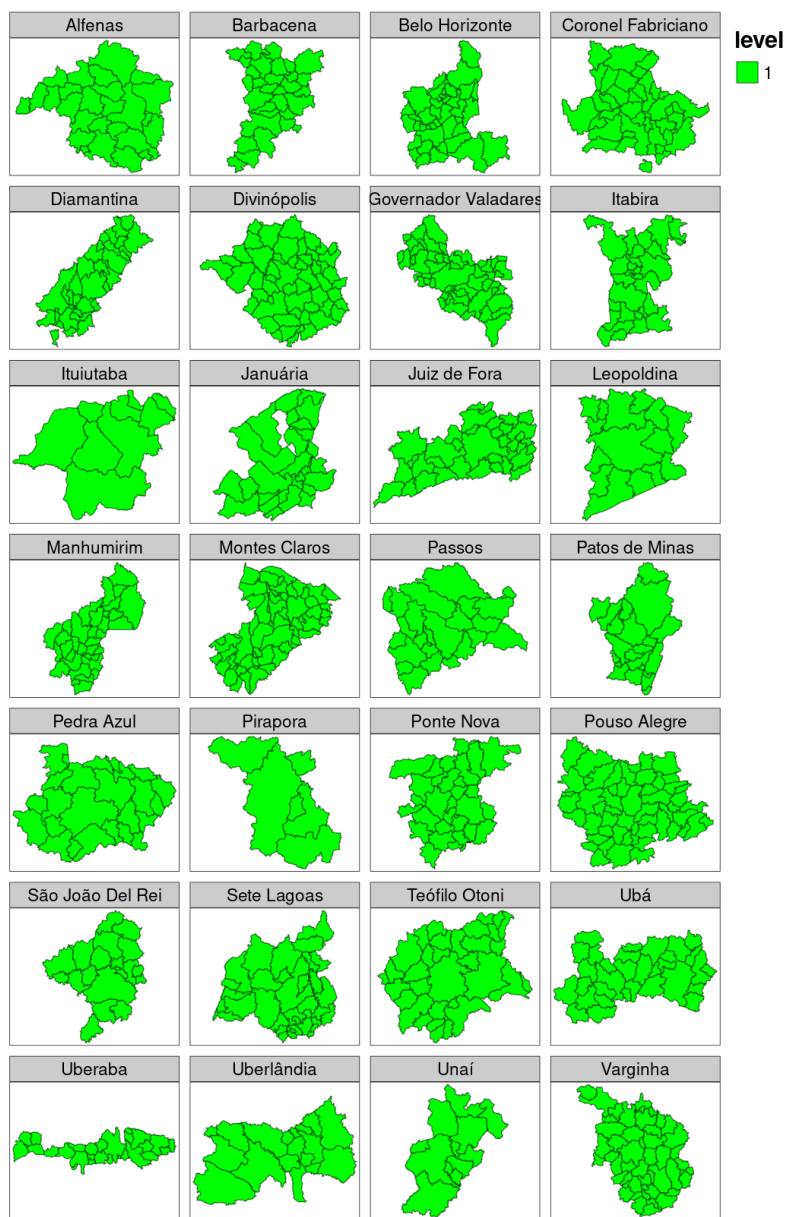 Alfenas
Barbacena
Belo Horizonte
Coronel Fabriciano
level
1
Diamantina
Divinópolis
Governador Valadares
Itabira
Ituiutaba
Januária
Juiz de Fora
Leopoldina
Manhumirim
Montes Claros
Passos
Patos de Minas
Pedra Azul
Pirapora
Ponte Nova
Pouso Alegre
São João Del Rei
Sete Lagoas
Teófilo Otoni
Ubá
Uberaba
Uberlândia
Unaí
Varginha